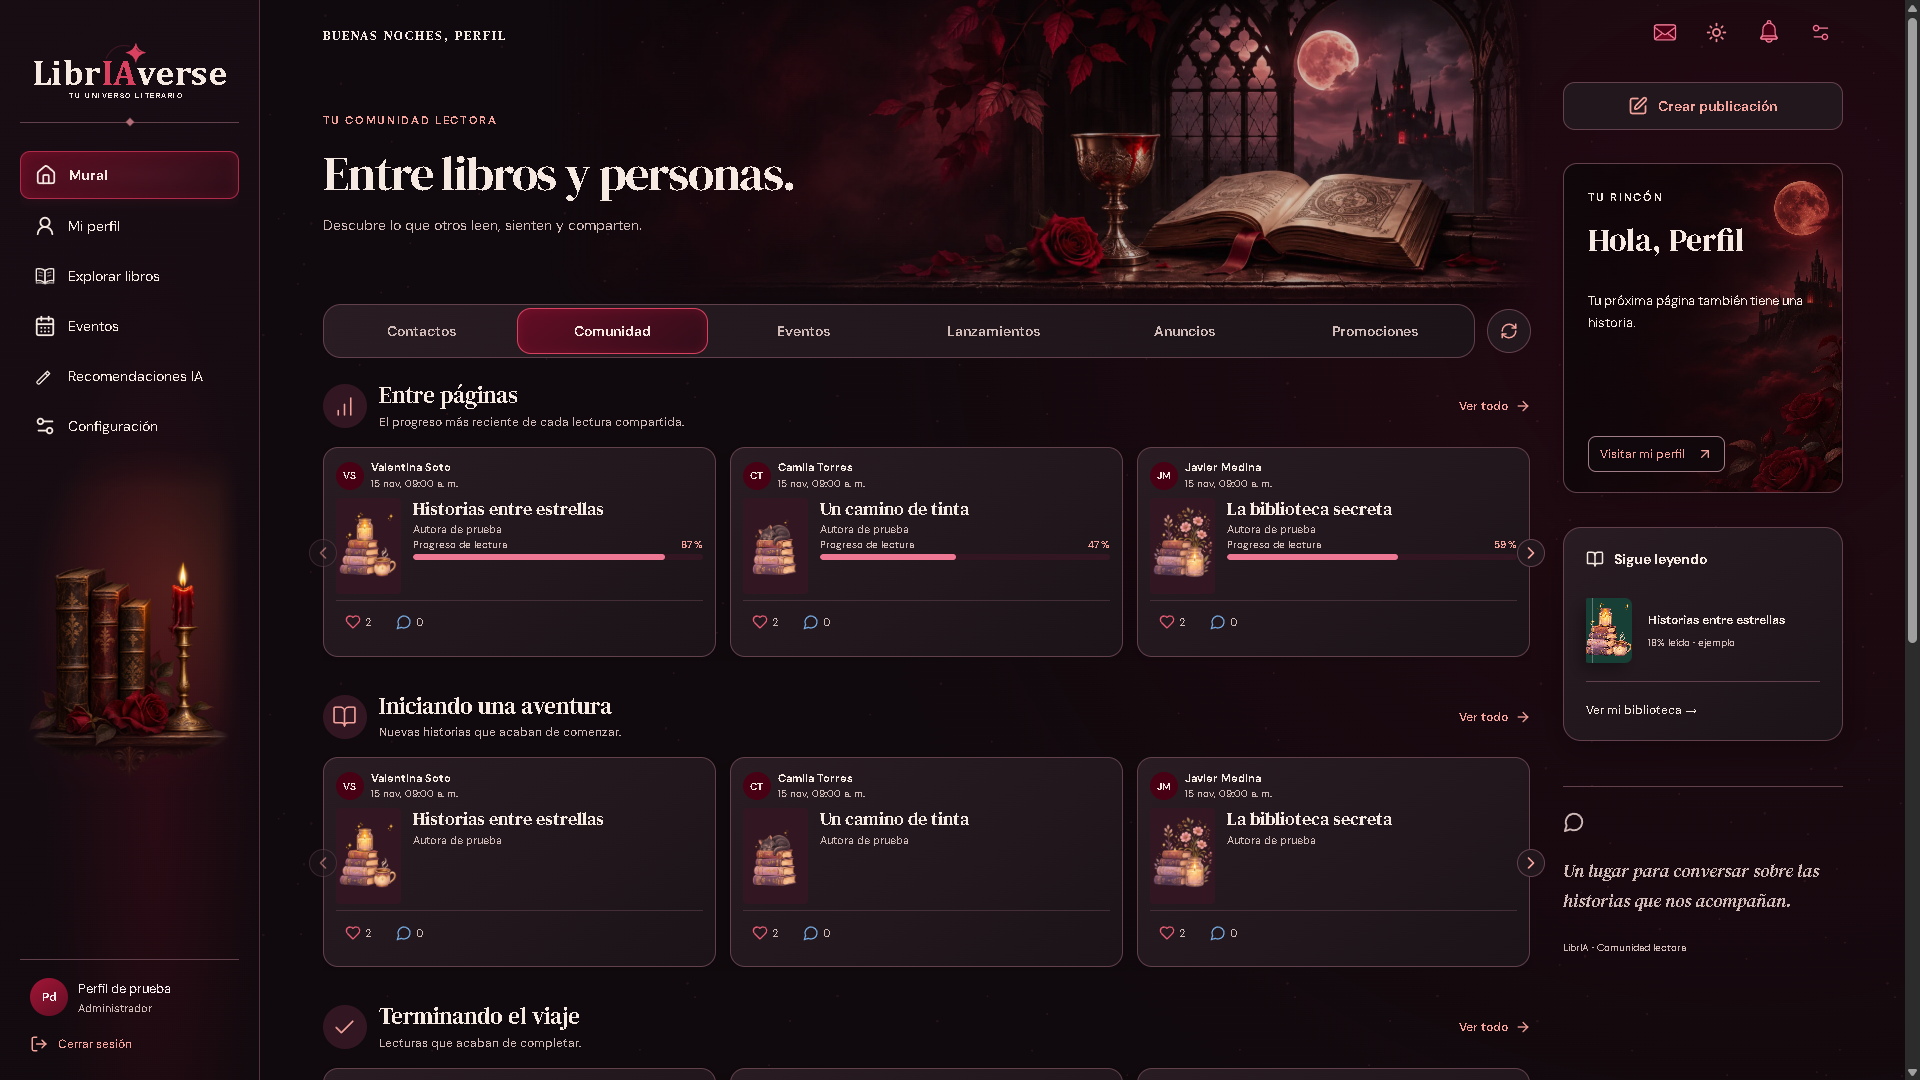 LibrIAverse
TU UNIVERSO LITERARIO
Mural
Mi perfil
Explorar libros
Eventos
Recomendaciones IA
Configuración
Pd
Perfil de prueba
Administrador
Cerrar sesión
BUENAS NOCHES, PERFIL
TU COMUNIDAD LECTORA
Entre libros y personas.
Descubre lo que otros leen, sienten y comparten.
Contactos
Comunidad
Eventos
Lanzamientos
Anuncios
Promociones
Entre páginas
El progreso más reciente de cada lectura compartida.
Ver todo
VS
Valentina Soto
15 nov, 09:00 a. m.
Historias entre estrellas
Autora de prueba
Progreso de lectura 87%
2 0
CT
Camila Torres
15 nov, 09:00 a. m.
Un camino de tinta
Autora de prueba
Progreso de lectura 47%
2 0
JM
Javier Medina
15 nov, 09:00 a. m.
La biblioteca secreta
Autora de prueba
Progreso de lectura 59%
2 0
Iniciando una aventura
Nuevas historias que acaban de comenzar.
Ver todo
VS
Valentina Soto
15 nov, 09:00 a. m.
Historias entre estrellas
Autora de prueba
2 0
CT
Camila Torres
15 nov, 09:00 a. m.
Un camino de tinta
Autora de prueba
2 0
JM
Javier Medina
15 nov, 09:00 a. m.
La biblioteca secreta
Autora de prueba
2 0
Terminando el viaje
Lecturas que acaban de completar.
Ver todo
Crear publicación
TU RINCÓN
Hola, Perfil
Tu próxima página también tiene una
historia.
Visitar mi perfil
Sigue leyendo
Historias entre estrellas
18% leído · ejemplo
Ver mi biblioteca →
Un lugar para conversar sobre las
historias que nos acompañan.
LibrIA · Comunidad lectora